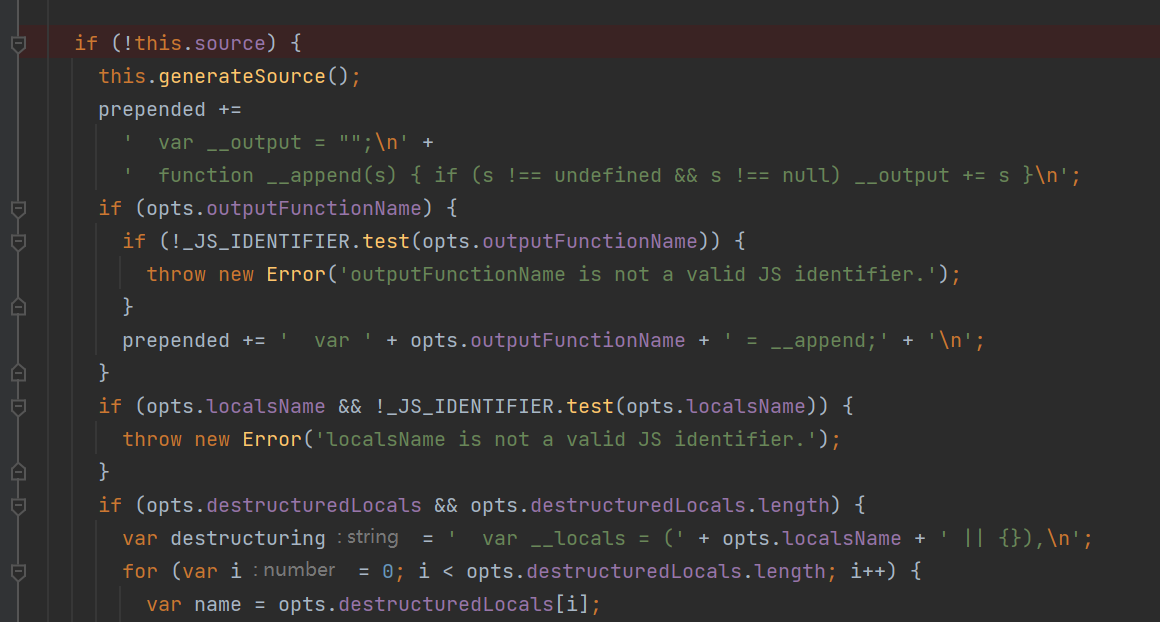 if (!this.source) {
this.generateSource();
prepended +=
'  var __output = "";\n' +
'  function __append(s) { if (s !== undefined && s !== null) __output += s }\n';
if (opts.outputFunctionName) {
if (!_JS_IDENTIFIER.test(opts.outputFunctionName)) {
throw new Error('outputFunctionName is not a valid JS identifier.');
}
prepended += '  var ' + opts.outputFunctionName + ' = __append;' + '\n';
}
if (opts.localsName && !_JS_IDENTIFIER.test(opts.localsName)) {
throw new Error('localsName is not a valid JS identifier.');
}
if (opts.destructuredLocals && opts.destructuredLocals.length) {
var destructuring : string = '  var __locals = (' + opts.localsName + ' || {}),\n';
for (var i : number = 0; i < opts.destructuredLocals.length; i++) {
var name = opts.destructuredLocals[i];